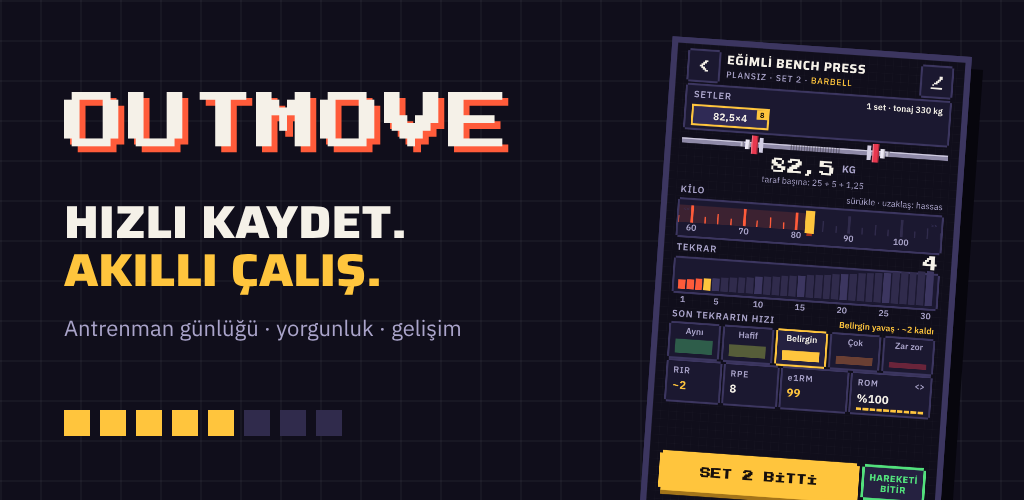 OUTMOVE
HIZLI KAYDET.
AKILLI ÇALIŞ.
Antrenman günlüğü · yorgunluk · gelişim
EĞİMLİ BENCH PRESS
PLANSIZ · SET 2 · BARBELL
SETLER
1 set · tonaj 330 kg
82,5×4 8
82,5 KG
taraf başına: 25 + 5 + 1,25
KİLO
sürükle · uzaklaş: hassas
60 70 80 90 100
TEKRAR
4
1 5 10 15 20 25 30
SON TEKRARIN HIZI
Belirgin yavaş · ~2 kaldı
Aynı Hafif Belirgin Çok Zar zor
RIR RPE e1RM ROM <>
~2 8 99 %100
SET 2 BİTTİ
HAREKETİ
BİTİR